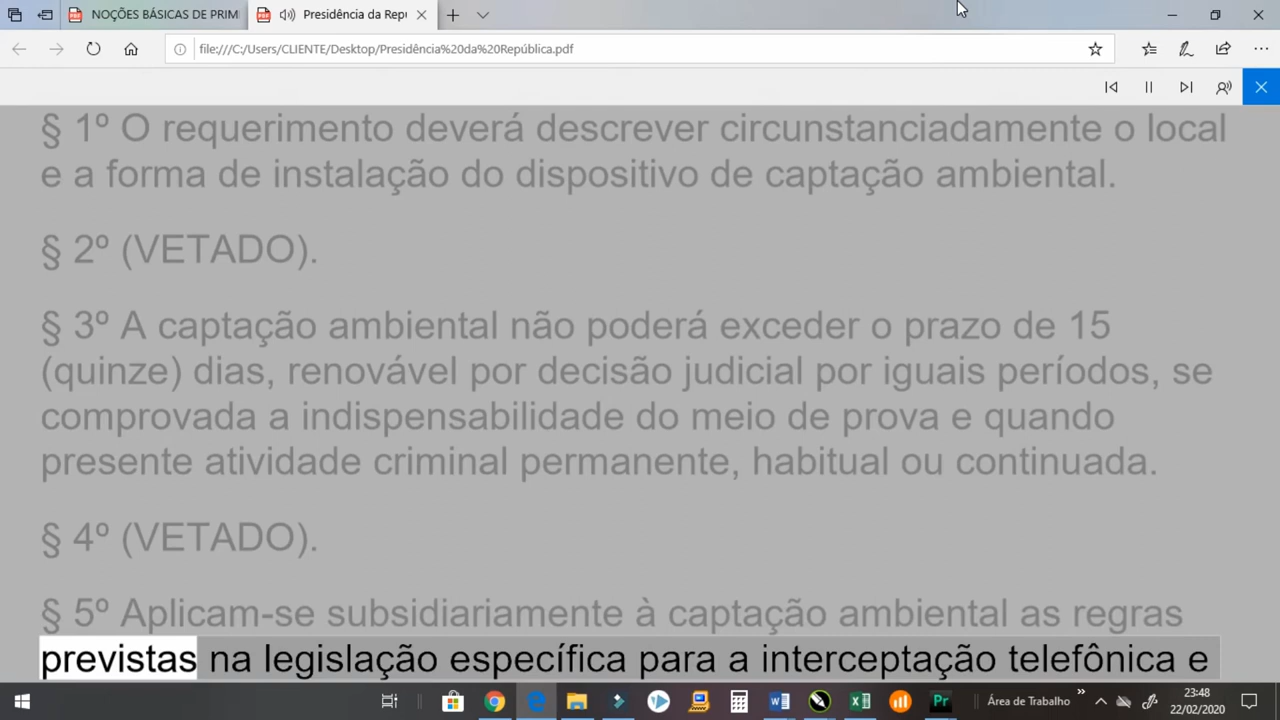 NOÇÕES BÁSICAS DE PRIM
Presidência da Repu
file:///C:/Users/CLIENTE/Desktop/Presidência%20da%20República.pdf
§ 1º O requerimento deverá descrever circunstanciadamente o local
e a forma de instalação do dispositivo de captação ambiental.
§ 2º (VETADO).
§ 3º A captação ambiental não poderá exceder o prazo de 15
(quinze) dias, renovável por decisão judicial por iguais períodos, se
comprovada a indispensabilidade do meio de prova e quando
presente atividade criminal permanente, habitual ou continuada.
§ 4º (VETADO).
§ 5º Aplicam-se subsidiariamente à captação ambiental as regras
previstas na legislação específica para a interceptação telefônica e
Pr
Área de Trabalho
23:48
22/02/2020